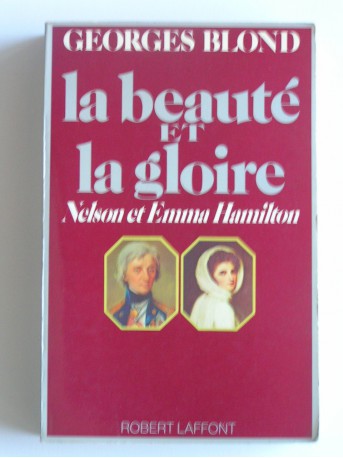 GEORGES BLOND
la beauté
ET
la gloire
Nelson et Emma Hamilton
ROBERT LAFFONT